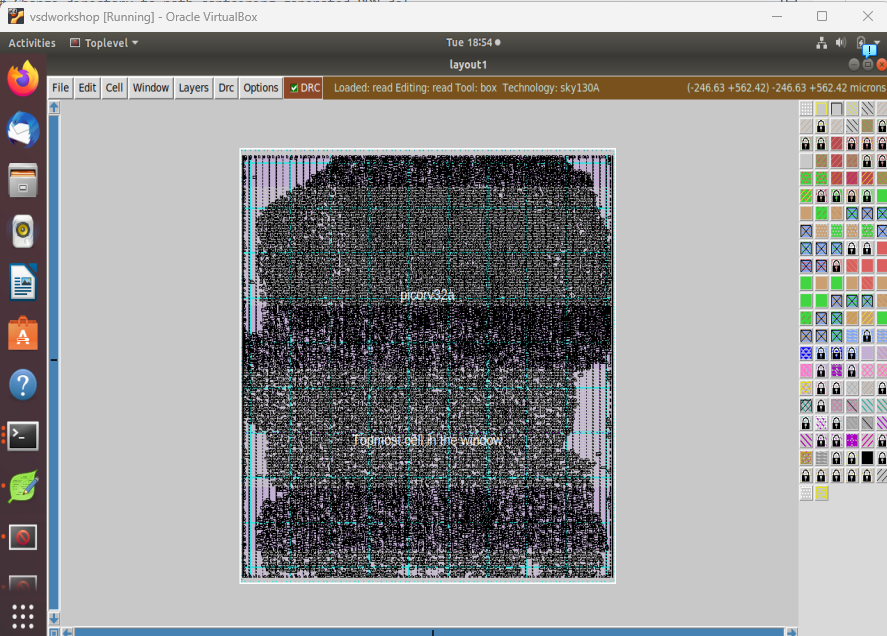 vsdworkshop [Running] - Oracle VirtualBox
Activities Toplevel Tue 18:54
layout1
File Edit Cell Window Layers Drc Options DRC Loaded: read Editing: read Tool: box Technology: sky130A (-246.63 +562.42) -246.63 +562.42 microns
picorv32a
Topmost cell in the window